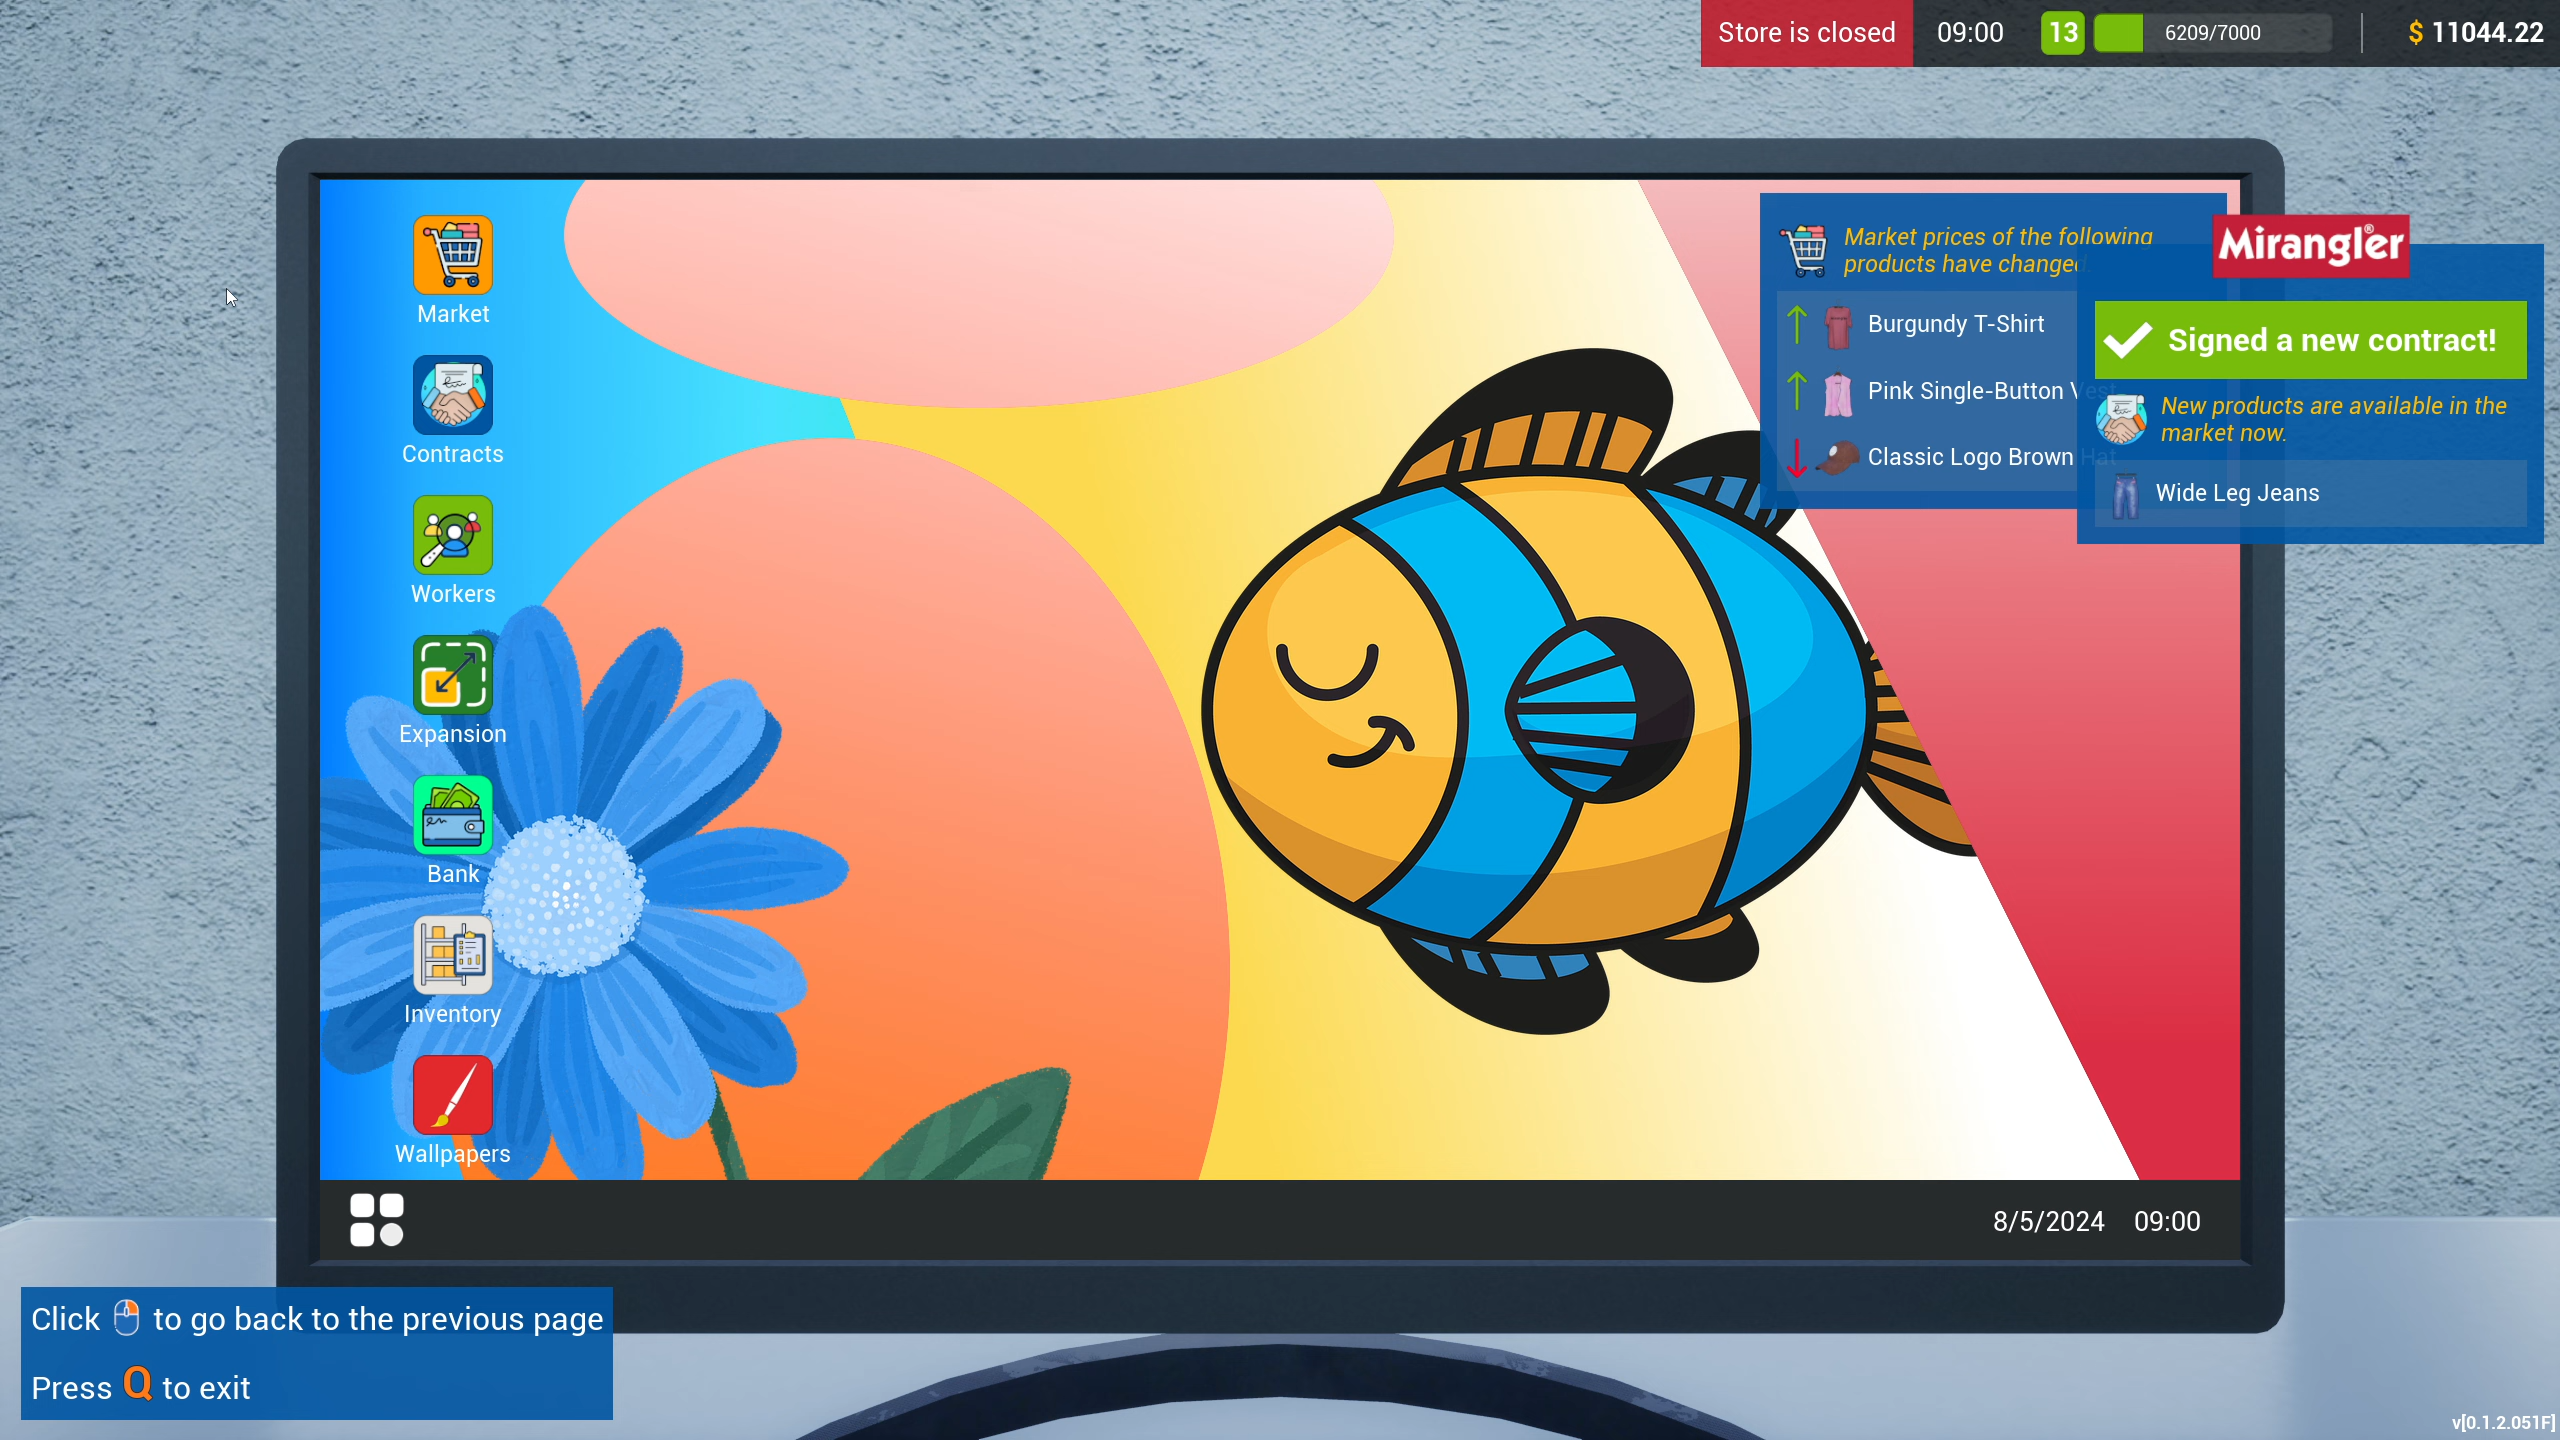 Store is closed 09:00 13 6209/7000 $ 11044.22
Market
Contracts
Workers
Expansion
Bank
Inventory
Wallpapers
Market prices of the following
products have changed.
Burgundy T-Shirt
Pink Single-Button Vest
Classic Logo Brown Hat
Mirangler®
Signed a new contract!
New products are available in the
market now.
Wide Leg Jeans
8/5/2024 09:00
Click to go back to the previous page
Press Q to exit
v[0.1.2.051F]